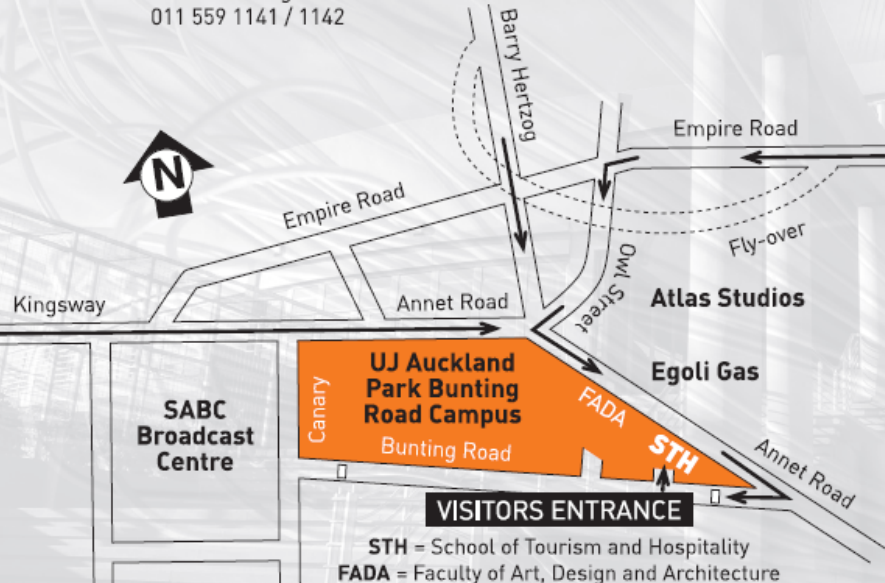 011 559 1141 / 1142
Barry Hertzog
Empire Road
N
Empire Road
Fly-over
Owl Street
Kingsway
Annet Road
Atlas Studios
Egoli Gas
UJ Auckland
Park Bunting
Road Campus
Canary
FADA
SABC
Broadcast
Centre
Bunting Road
STH
Annet Road
VISITORS ENTRANCE
STH = School of Tourism and Hospitality
FADA = Faculty of Art, Design and Architecture